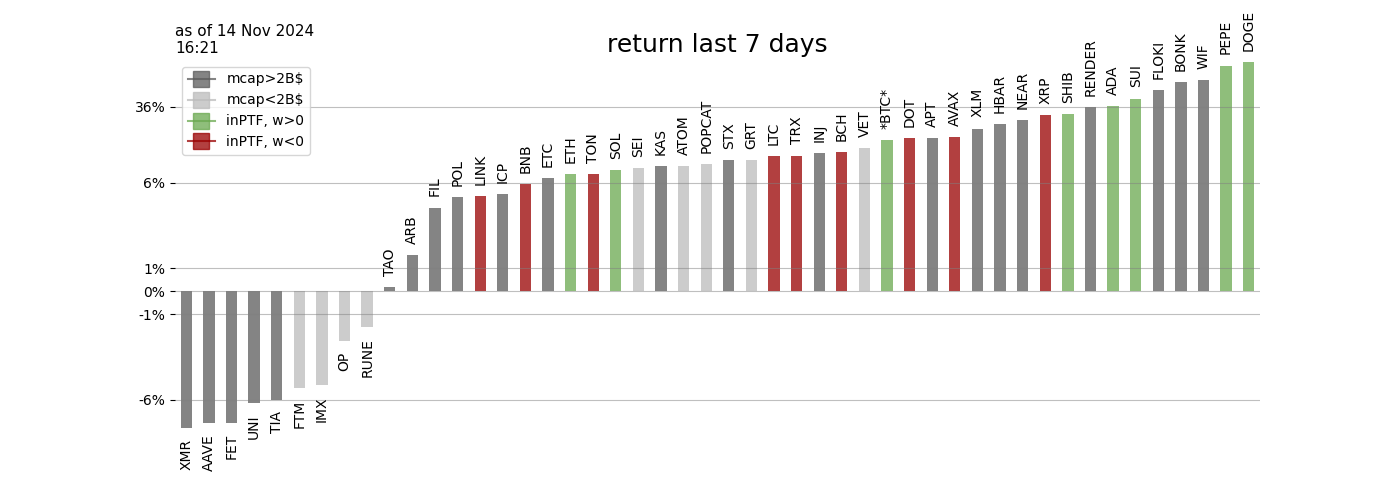 as of 14 Nov 2024
16:21
return last 7 days
mcap>2B$
mcap<2B$
inPTF, w>0
inPTF, w<0
36%
6%
1%
0%
-1%
-6%
XMR
AAVE
FET
UNI
TIA
FTM
IMX
OP
RUNE
TAO
ARB
FIL
POL
LINK
ICP
BNB
ETC
ETH
TON
SOL
SEI
KAS
ATOM
POPCAT
STX
GRT
LTC
TRX
INJ
BCH
VET
*BTC*
DOT
APT
AVAX
XLM
HBAR
NEAR
XRP
SHIB
RENDER
ADA
SUI
FLOKI
BONK
WIF
PEPE
DOGE